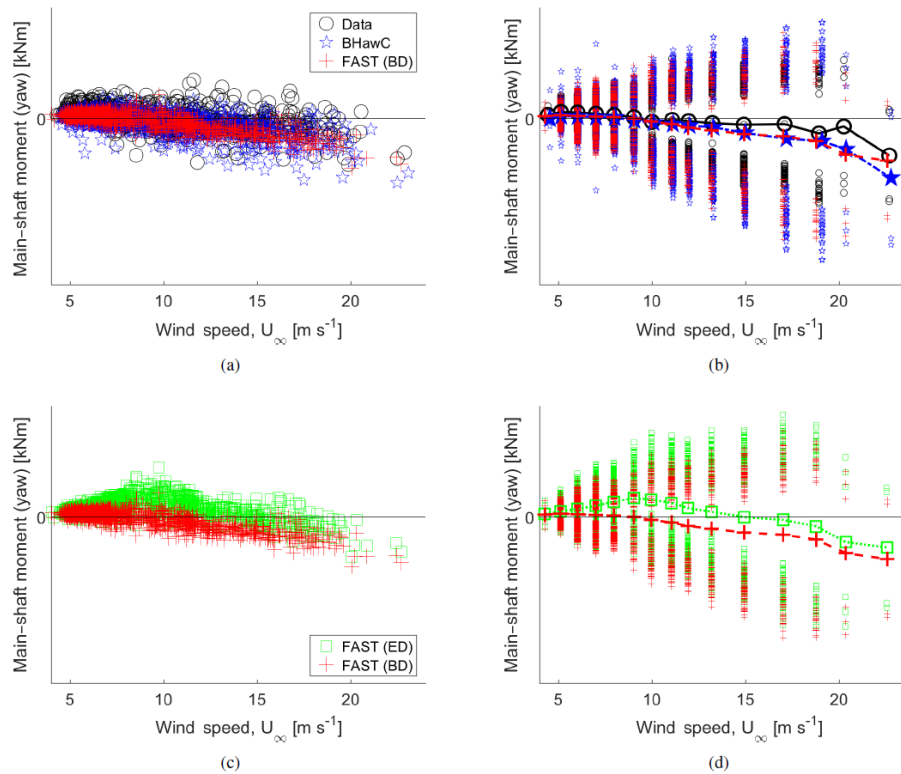 Main−shaft moment (yaw) [kNm]
0
Data
BHawC
FAST (BD)
5 10 15 20
Wind speed, U∞ [m s−1]
(a)
Main−shaft moment (yaw) [kNm]
0
5 10 15 20
Wind speed, U∞ [m s−1]
(b)
Main−shaft moment (yaw) [kNm]
0
FAST (ED)
FAST (BD)
5 10 15 20
Wind speed, U∞ [m s−1]
(c)
Main−shaft moment (yaw) [kNm]
0
5 10 15 20
Wind speed, U∞ [m s−1]
(d)